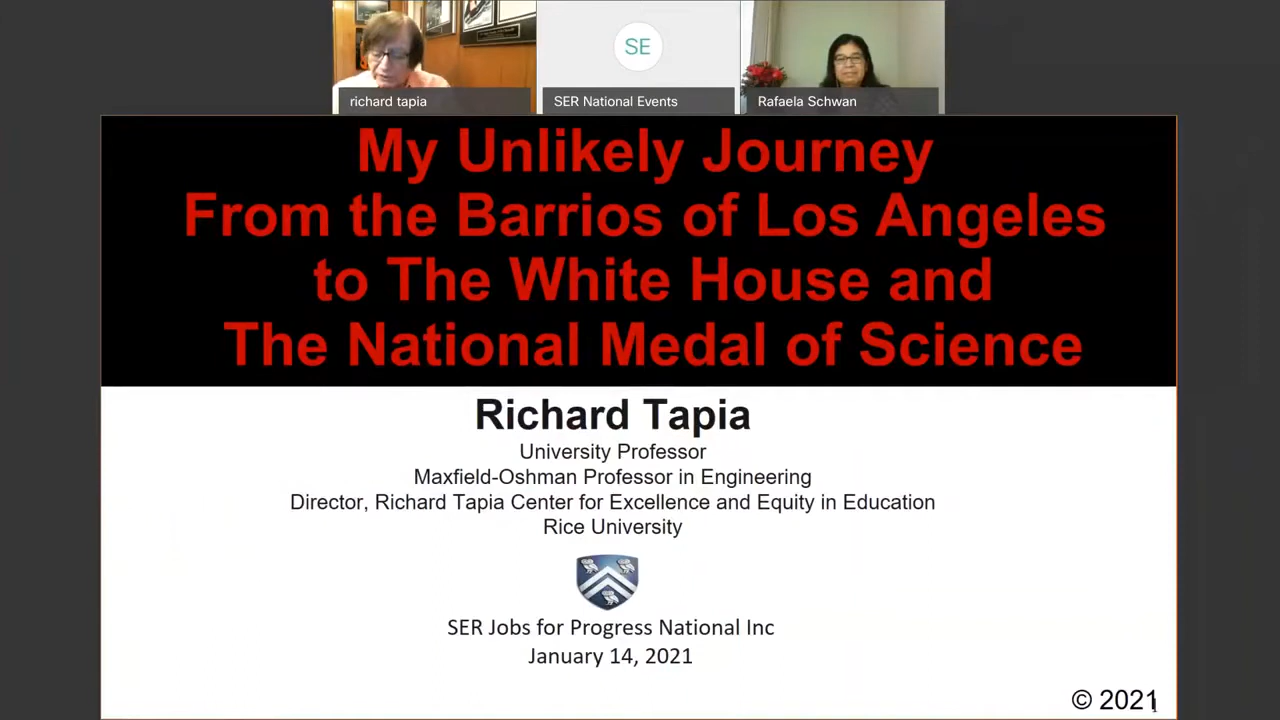 richard tapia
SE
SER National Events
Rafaela Schwan
My Unlikely Journey
From the Barrios of Los Angeles
to The White House and
The National Medal of Science
Richard Tapia
University Professor
Maxfield-Oshman Professor in Engineering
Director, Richard Tapia Center for Excellence and Equity in Education
Rice University
SER Jobs for Progress National Inc
January 14, 2021
© 2021